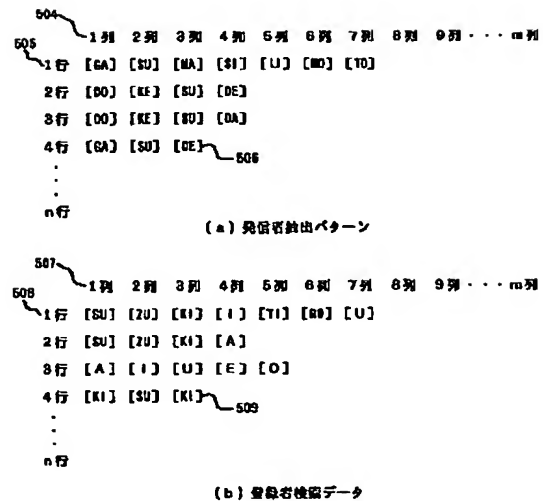 504
1列 2列 3列 4列 5列 6列 7列 8列 9列・・・m列
505
1行 [GA] [SU] [MA] [SI] [LI] [MO] [TO]
2行 [DO] [KE] [SU] [DE]
3行 [DO] [KE] [SU] [DA]
4行 [GA] [SU] [DE] 506
n行
(a)発信者抽出パターン
507
1列 2列 3列 4列 5列 6列 7列 8列 9列・・・m列
508
1行 [SU] [ZU] [KI] [I] [TI] [RO] [U]
2行 [SU] [ZU] [KI] [A]
3行 [A] [I] [U] [E] [O]
4行 [KI] [SU] [KI] 509
n行
(b)登録者検索データ